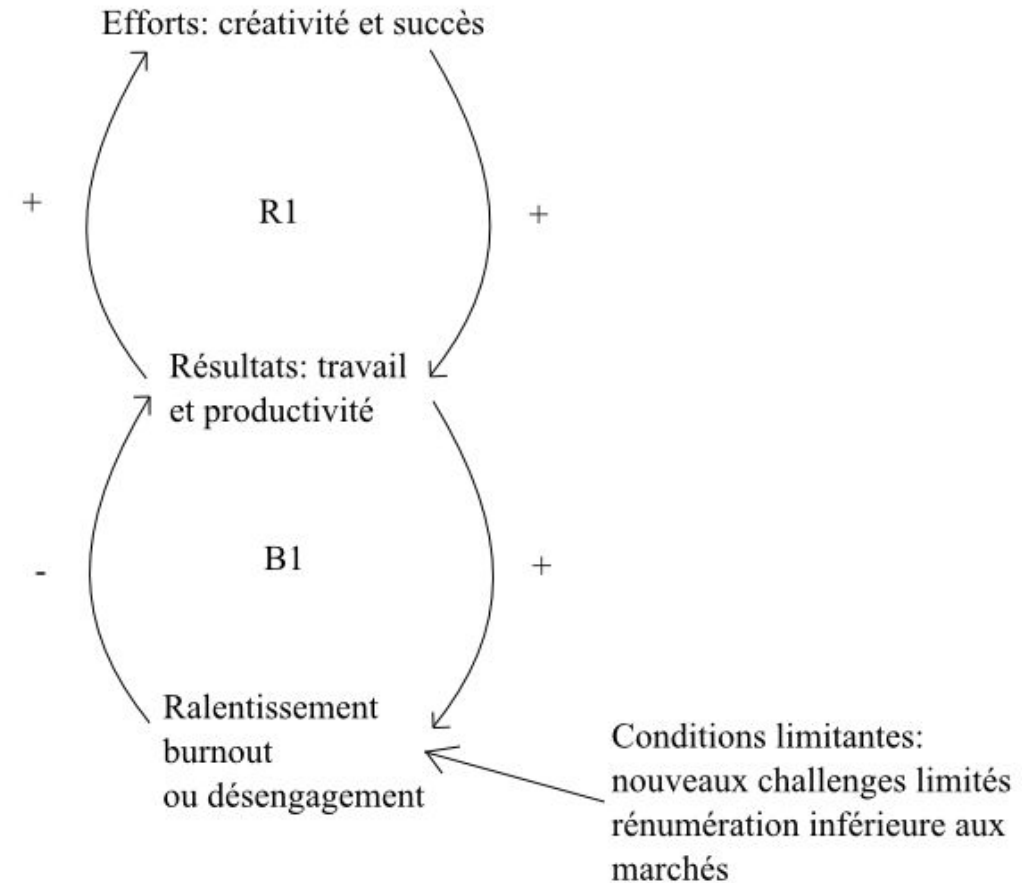 Efforts: créativité et succès
+
R1
+
Résultats: travail
et productivité
-
B1
+
Ralentissement
burnout
ou désengagement
Conditions limitantes:
nouveaux challenges limités
rénumération inférieure aux
marchés